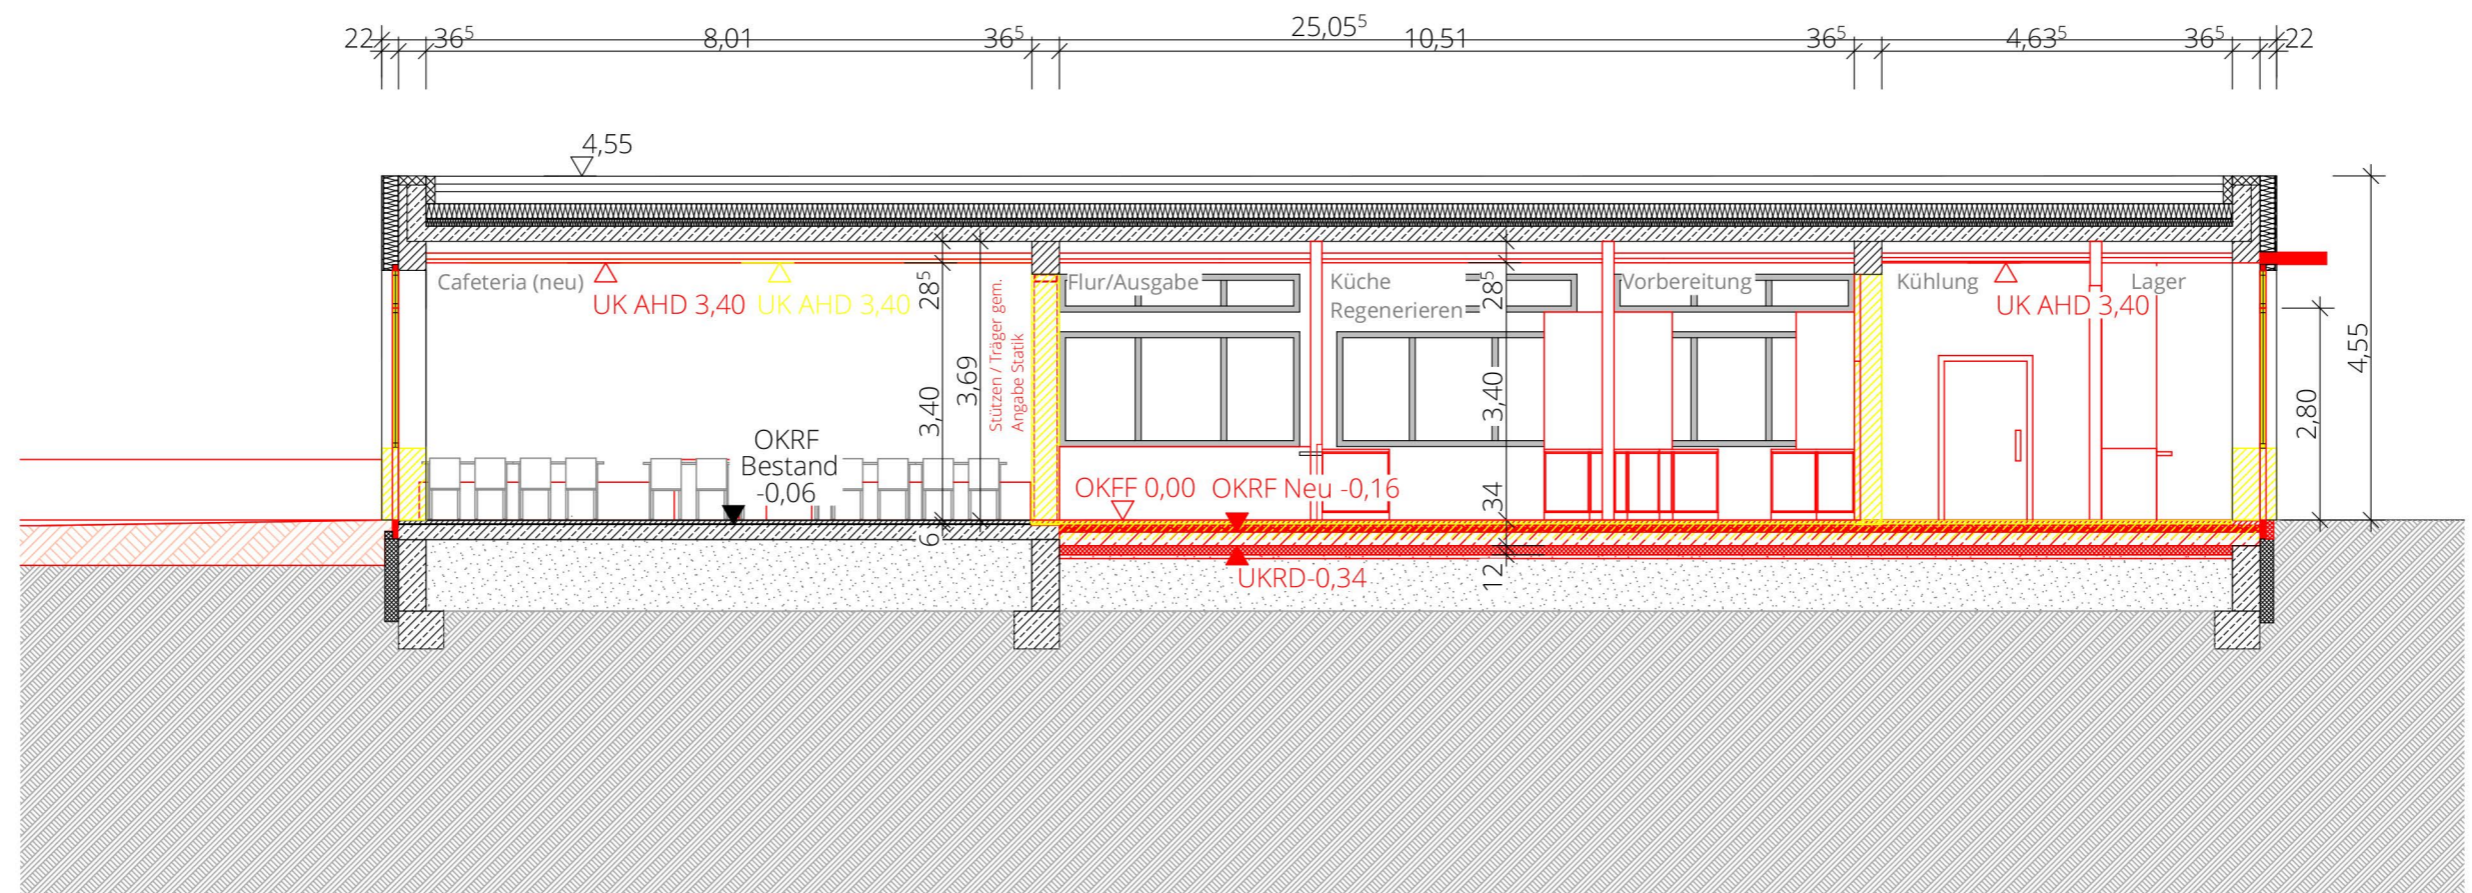 25,05⁵
22 36⁵ 8,01 36⁵ 10,51 36⁵ 4,63⁵ 36⁵ 22
4,55
Cafeteria (neu)
UK AHD 3,40
UK AHD 3,40
28⁵
3,40
3,69
6
Stützen / Träger gem.
Angabe Statik
OKRF
Bestand
-0,06
Flur/Ausgabe
Küche
Regenerieren
28⁵
3,40
34
12
Vorbereitung
Kühlung
Lager
UK AHD 3,40
OKFF 0,00
OKRF Neu -0,16
UKRD-0,34
2,80
4,55